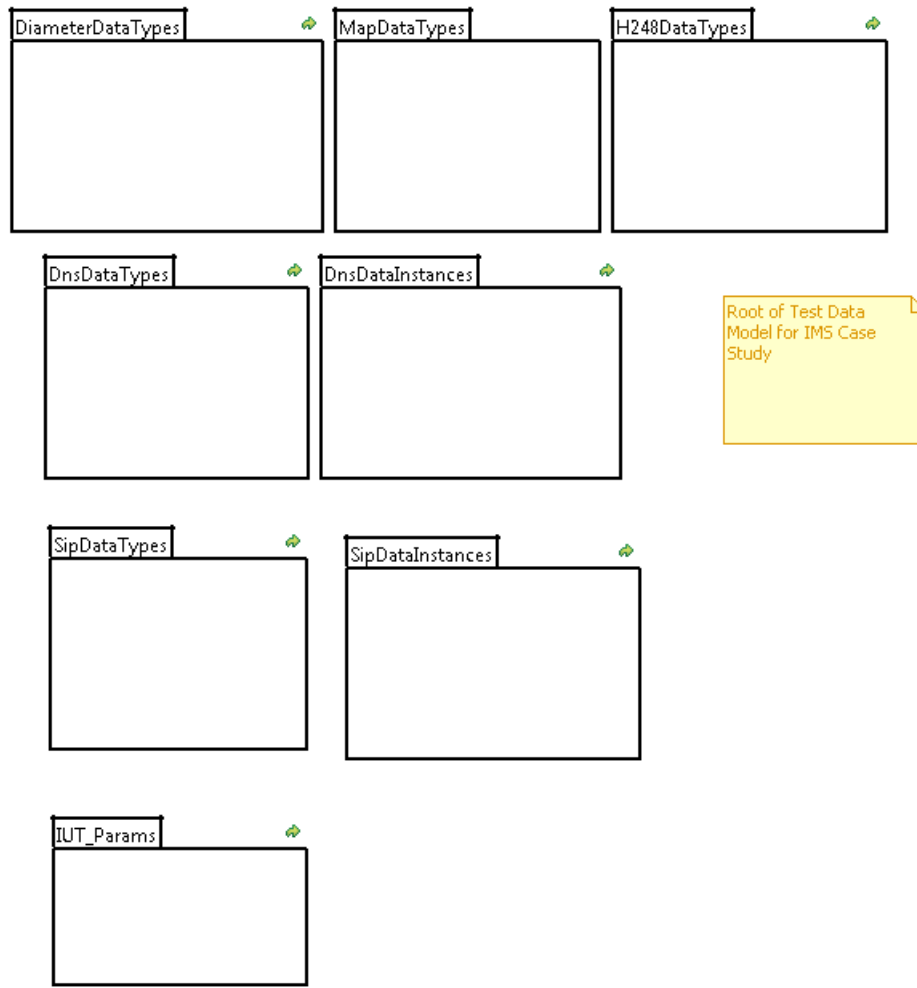 DiameterDataTypes
MapDataTypes
H248DataTypes
DnsDataTypes
DnsDataInstances
Root of Test Data
Model for IMS Case
Study
SipDataTypes
SipDataInstances
IUT_Params